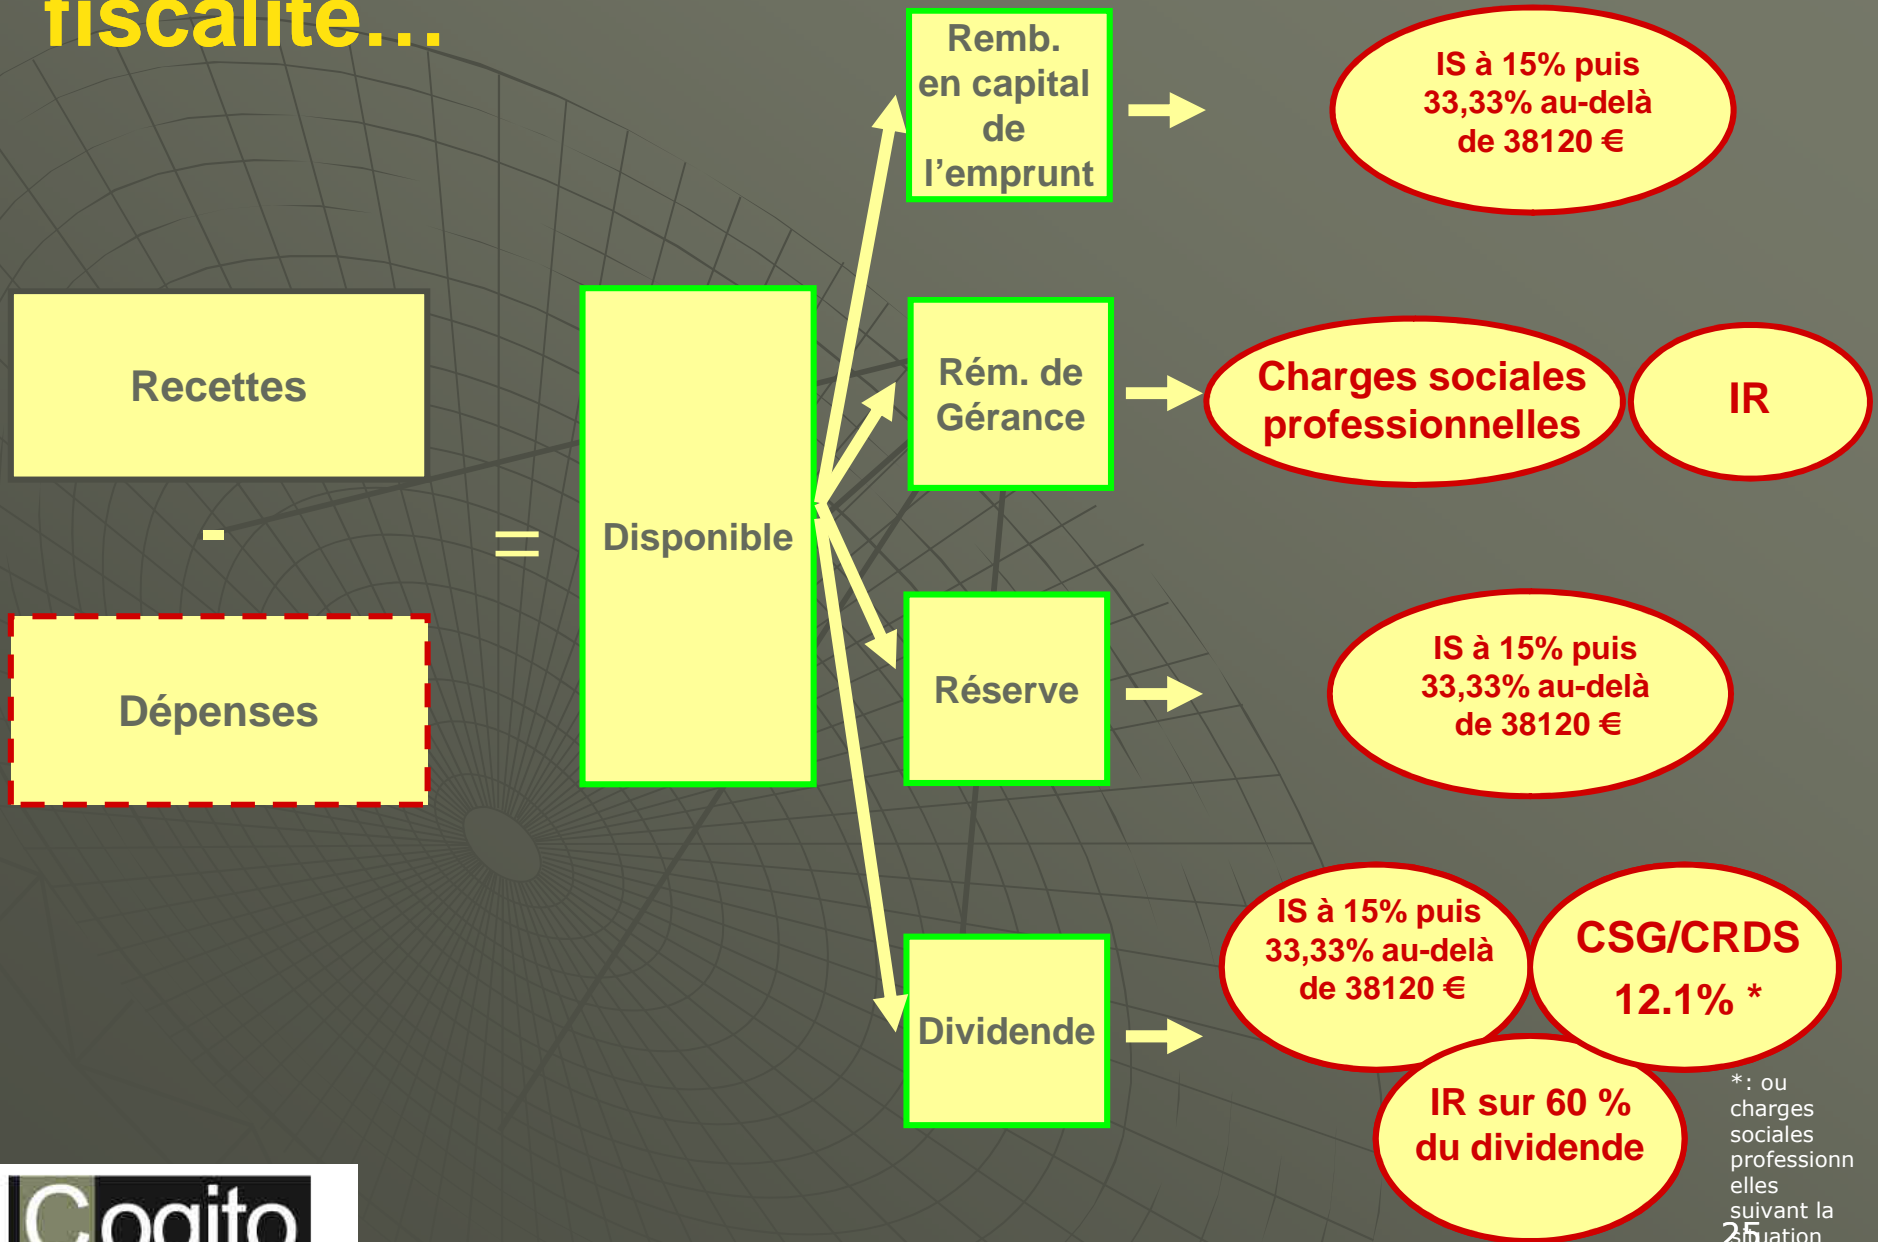 fiscalité...
Remb.
en capital
de
l'emprunt
IS à 15% puis
33,33% au-delà
de 38120 €
Recettes
-
Dépenses
=
Disponible
Rém. de
Gérance
Charges sociales
professionnelles
IR
Réserve
IS à 15% puis
33,33% au-delà
de 38120 €
Dividende
IS à 15% puis
33,33% au-delà
de 38120 €
CSG/CRDS
12.1% *
IR sur 60 %
du dividende
*: ou
charges
sociales
professionn
elles
suivant la
situation
25
Cogito